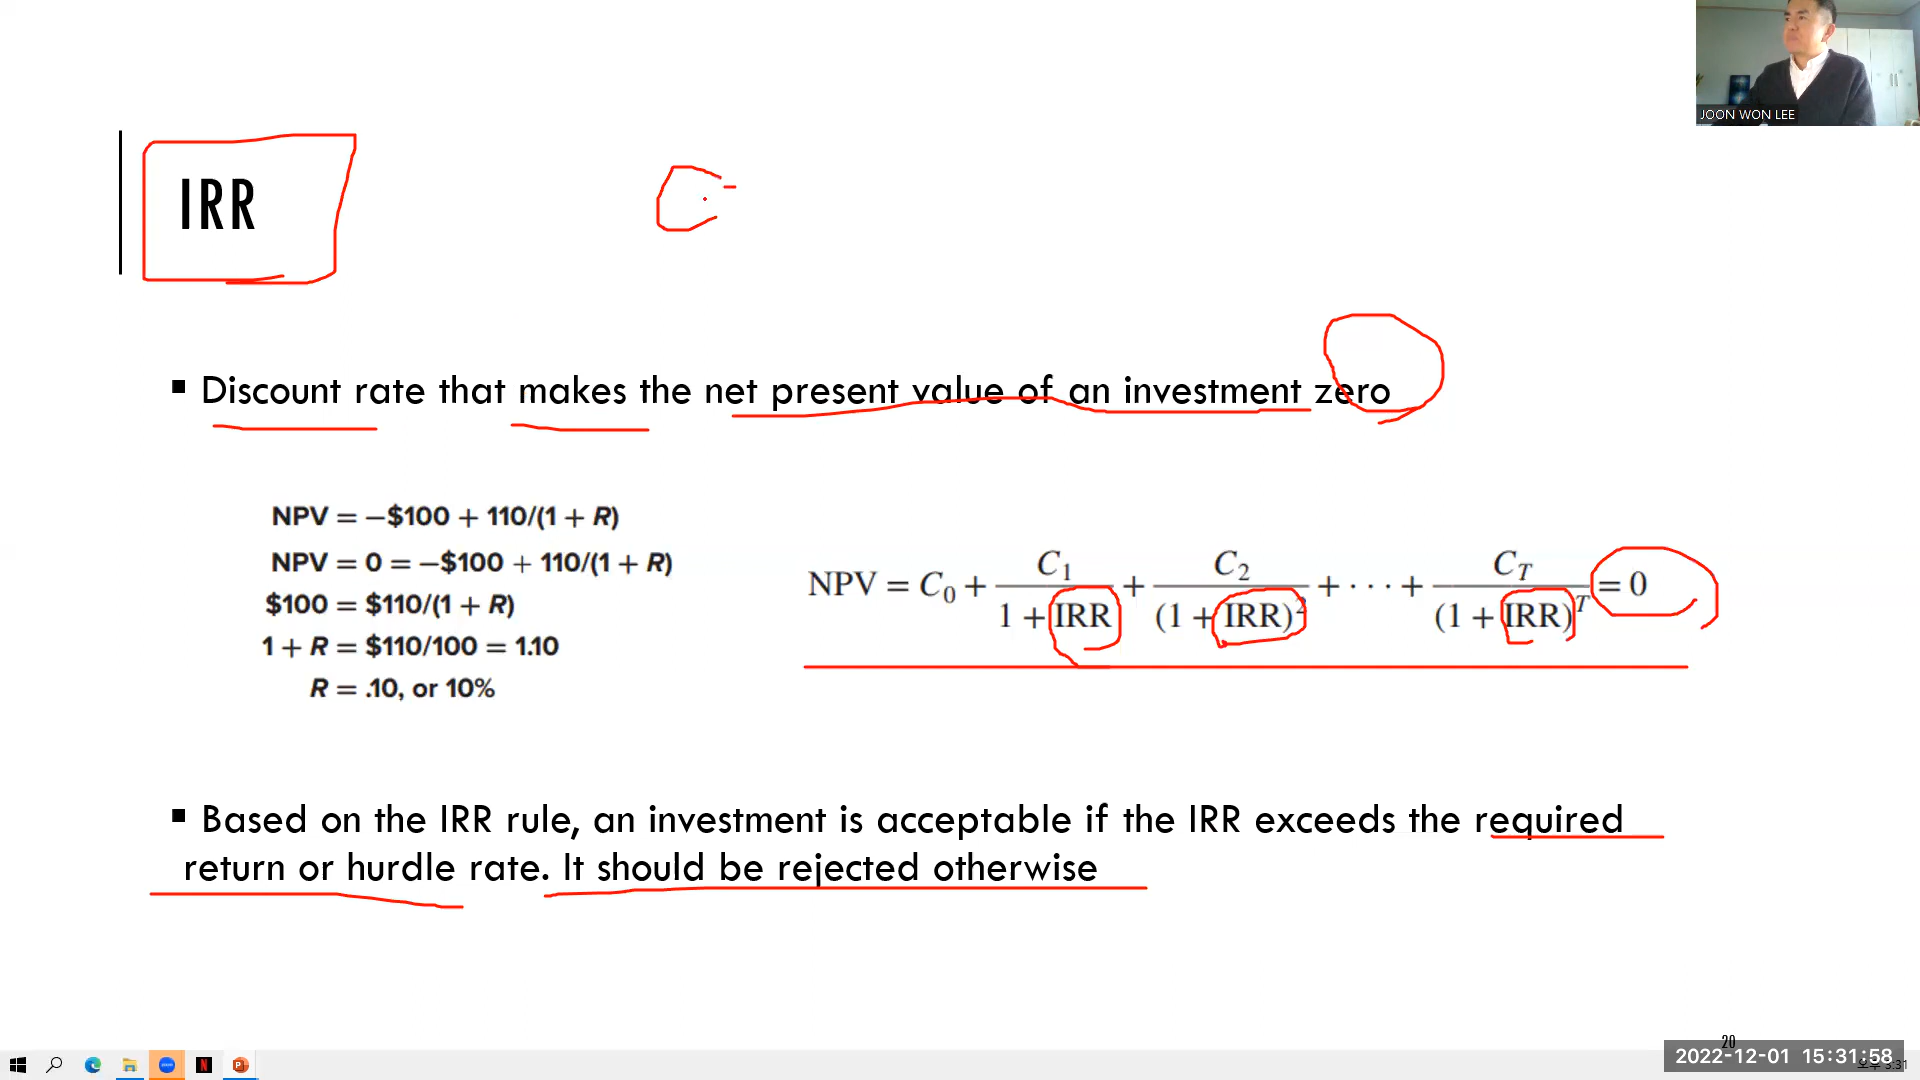 JOON WON LEE
IRR
▪ Discount rate that makes the net present value of an investment zero
NPV = −$100 + 110/(1 + R)
NPV = 0 = −$100 + 110/(1 + R)
$100 = $110/(1 + R)
1 + R = $110/100 = 1.10
R = .10, or 10%
NPV = C₀ + C₁/(1 + IRR) + C₂/(1 + IRR)² + · · · + C_T/(1 + IRR)^T = 0
▪ Based on the IRR rule, an investment is acceptable if the IRR exceeds the required
return or hurdle rate. It should be rejected otherwise
20
2022-12-01 15:31:58